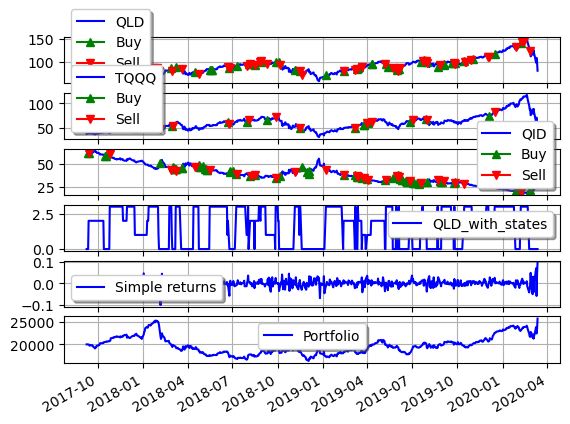 QLD
Buy
Sell
150
100
TQQQ
Buy
Sell
100
50
QID
Buy
Sell
50
25
QLD_with_states
2.5
0.0
Simple returns
0.1
0.0
−0.1
Portfolio
25000
20000
2017-10
2018-01
2018-04
2018-07
2018-10
2019-01
2019-04
2019-07
2019-10
2020-01
2020-04